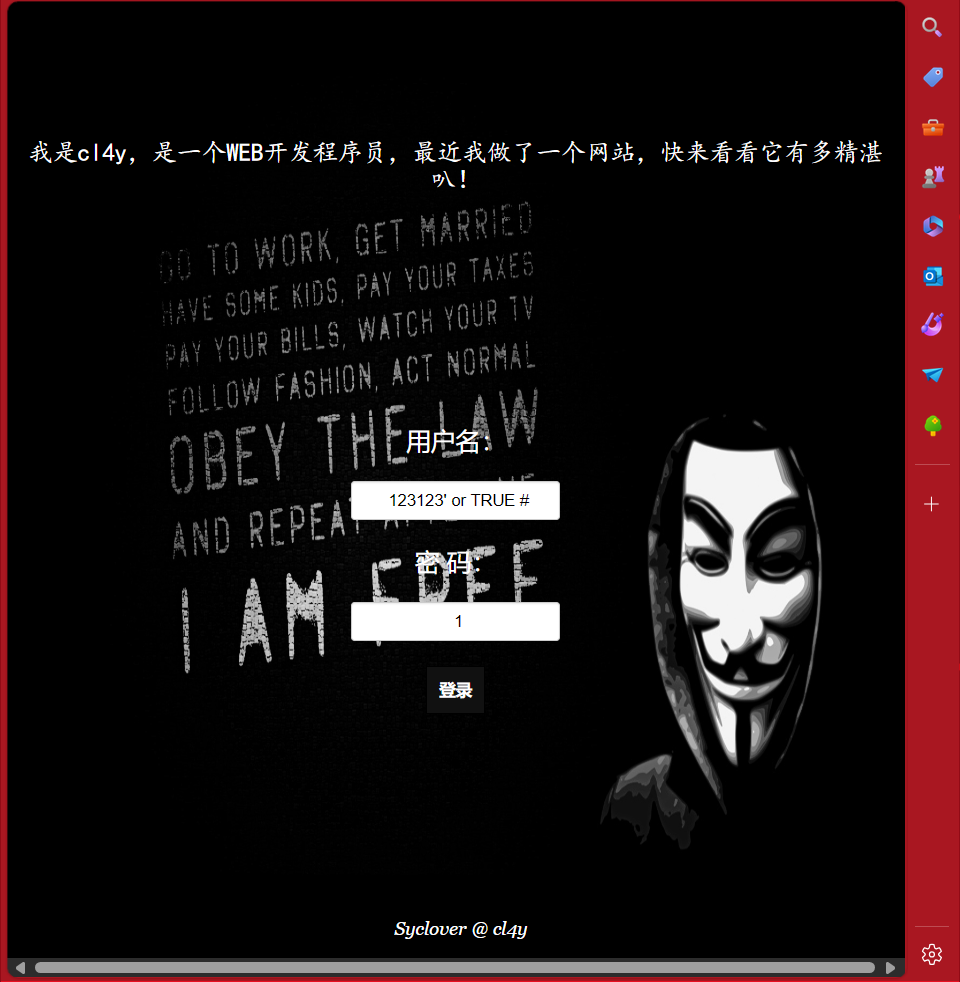 我是cl4y，是一个WEB开发程序员，最近我做了一个网站，快来看看它有多精湛
叭！
GO TO WORK, GET MARRIED
HAVE SOME KIDS, PAY YOUR TAXES
PAY YOUR BILLS, WATCH YOUR TV
FOLLOW FASHION, ACT NORMAL
OBEY THE LAW
用户名：
123123' or TRUE #
AND REPEAT AFTER ME
密 码：
I AM FREE
1
登录
Syclover @ cl4y